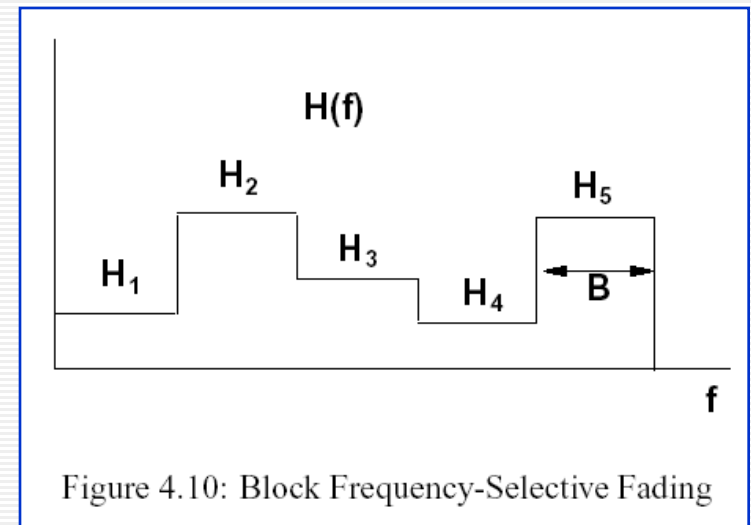 H(f)
H₂
H₅
H₃
H₁
H₄
B
f
Figure 4.10: Block Frequency-Selective Fading